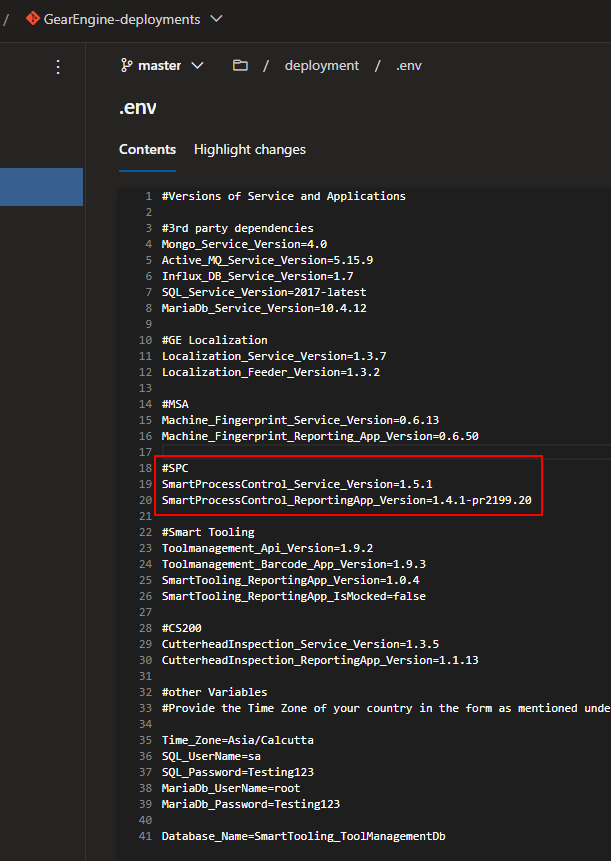 / GearEngine-deployments
master / deployment / .env
.env
Contents Highlight changes
1 #Versions of Service and Applications
2
3 #3rd party dependencies
4 Mongo_Service_Version=4.0
5 Active_MQ_Service_Version=5.15.9
6 Influx_DB_Service_Version=1.7
7 SQL_Service_Version=2017-latest
8 MariaDb_Service_Version=10.4.12
9
10 #GE Localization
11 Localization_Service_Version=1.3.7
12 Localization_Feeder_Version=1.3.2
13
14 #MSA
15 Machine_Fingerprint_Service_Version=0.6.13
16 Machine_Fingerprint_Reporting_App_Version=0.6.50
17
18 #SPC
19 SmartProcessControl_Service_Version=1.5.1
20 SmartProcessControl_ReportingApp_Version=1.4.1-pr2199.20
21
22 #Smart Tooling
23 Toolmanagement_Api_Version=1.9.2
24 Toolmanagement_Barcode_App_Version=1.9.3
25 SmartTooling_ReportingApp_Version=1.0.4
26 SmartTooling_ReportingApp_IsMocked=false
27
28 #CS200
29 CutterheadInspection_Service_Version=1.3.5
30 CutterheadInspection_ReportingApp_Version=1.1.13
31
32 #other Variables
33 #Provide the Time Zone of your country in the form as mentioned unde
34
35 Time_Zone=Asia/Calcutta
36 SQL_UserName=sa
37 SQL_Password=Testing123
38 MariaDb_UserName=root
39 MariaDb_Password=Testing123
40
41 Database_Name=SmartTooling_ToolManagementDb